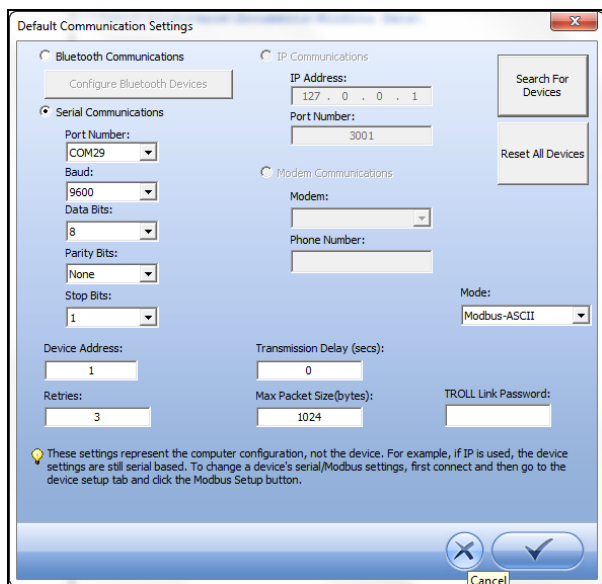 Default Communication Settings
Bluetooth Communications
Configure Bluetooth Devices
Serial Communications
Port Number:
COM29
Baud:
9600
Data Bits:
8
Parity Bits:
None
Stop Bits:
1
IP Communications
IP Address:
127 . 0 . 0 . 1
Port Number:
3001
Modem Communications
Modem:
Phone Number:
Search For
Devices
Reset All Devices
Mode:
Modbus-ASCII
Device Address:
1
Transmission Delay (secs):
0
Retries:
3
Max Packet Size(bytes):
1024
TROLL Link Password:
These settings represent the computer configuration, not the device. For example, if IP is used, the device
settings are still serial based. To change a device's serial/Modbus settings, first connect and then go to the
device setup tab and click the Modbus Setup button.
Cancel